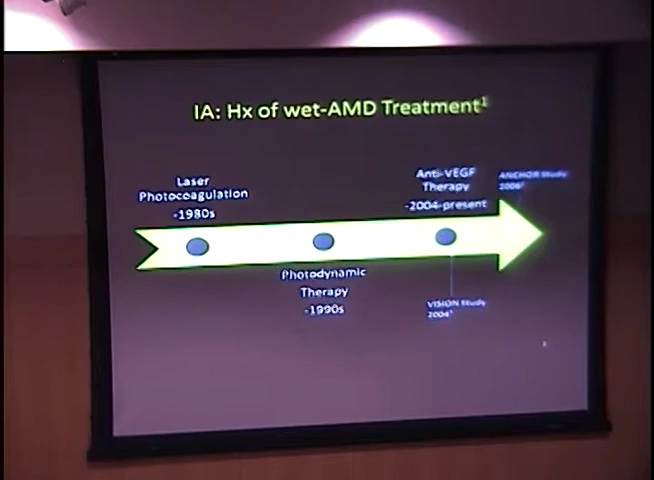 IA: Hx of wet-AMD Treatment¹
Laser
Photocoagulation
-1980s
Photodynamic
Therapy
-1990s
Anti-VEGF
Therapy
-2004-present
ANCHOR Study
2006
VISION Study
2004